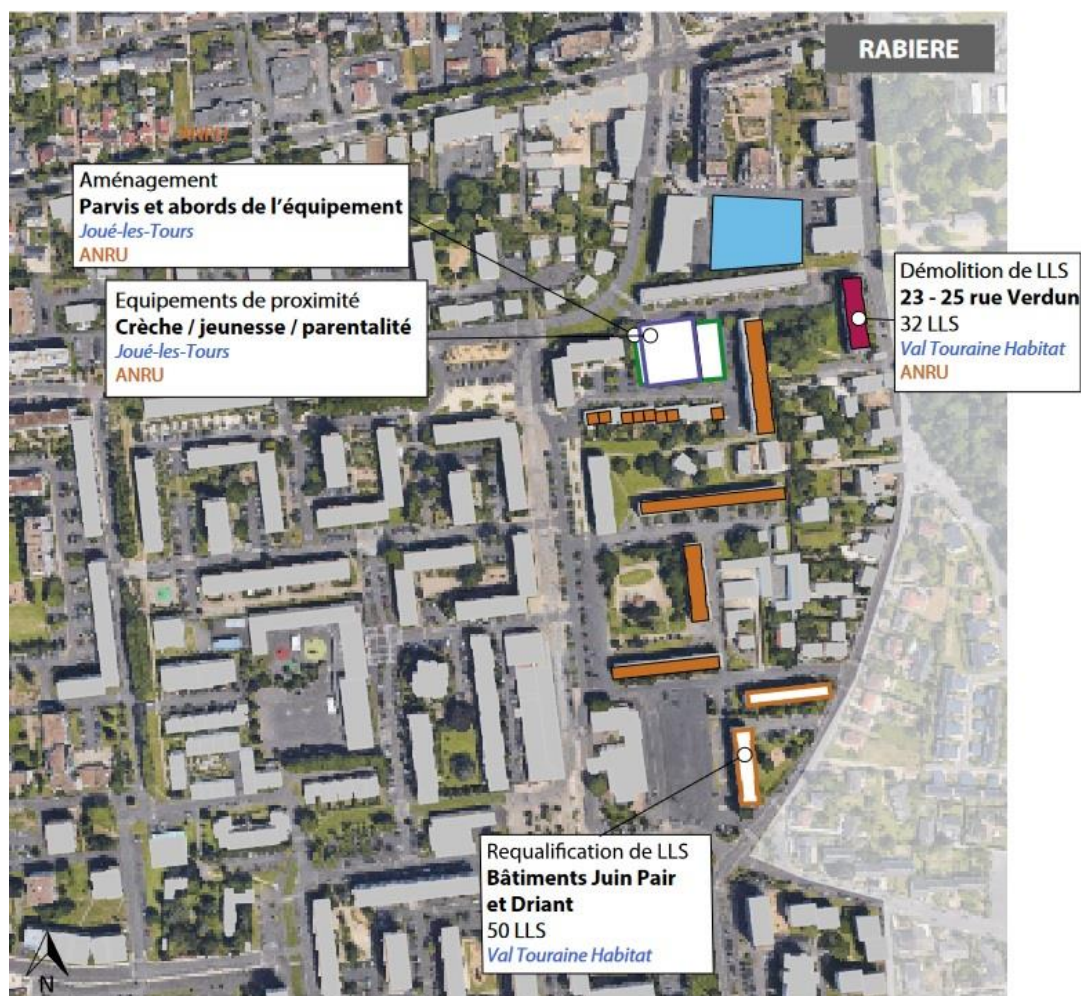 RABIERE
ANRU
Aménagement
Parvis et abords de l'équipement
Joué-les-Tours
ANRU
Equipements de proximité
Crèche / jeunesse / parentalité
Joué-les-Tours
ANRU
Démolition de LLS
23 - 25 rue Verdun
32 LLS
Val Touraine Habitat
ANRU
Requalification de LLS
Bâtiments Juin Pair
et Driant
50 LLS
Val Touraine Habitat
N